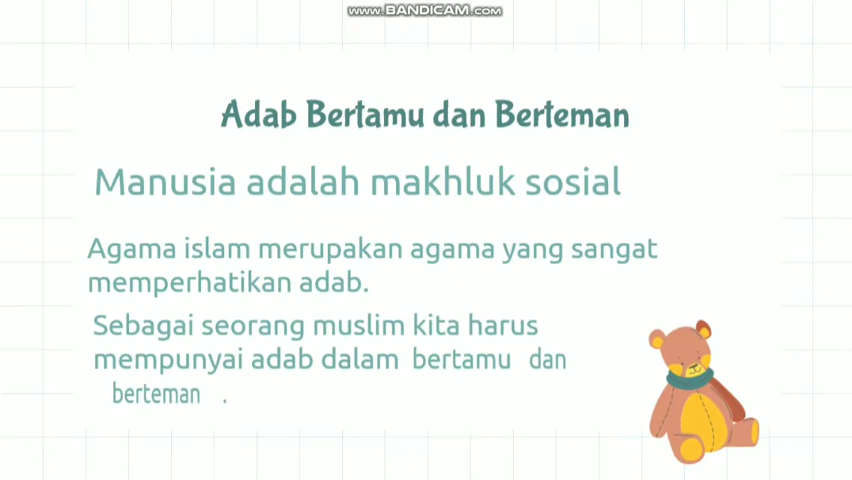 www.BANDICAM.com
Adab Bertamu dan Berteman
Manusia adalah makhluk sosial
Agama islam merupakan agama yang sangat
memperhatikan adab.
Sebagai seorang muslim kita harus
mempunyai adab dalam bertamu dan
berteman .